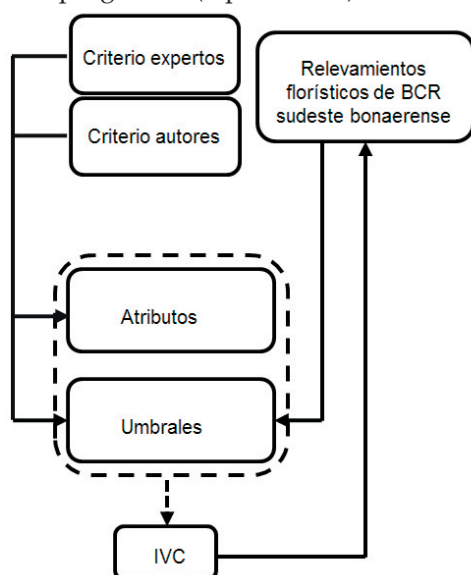 Criterio expertos
Criterio autores
Relevamientos
florísticos de BCR
sudeste bonaerense
Atributos
Umbrales
IVC